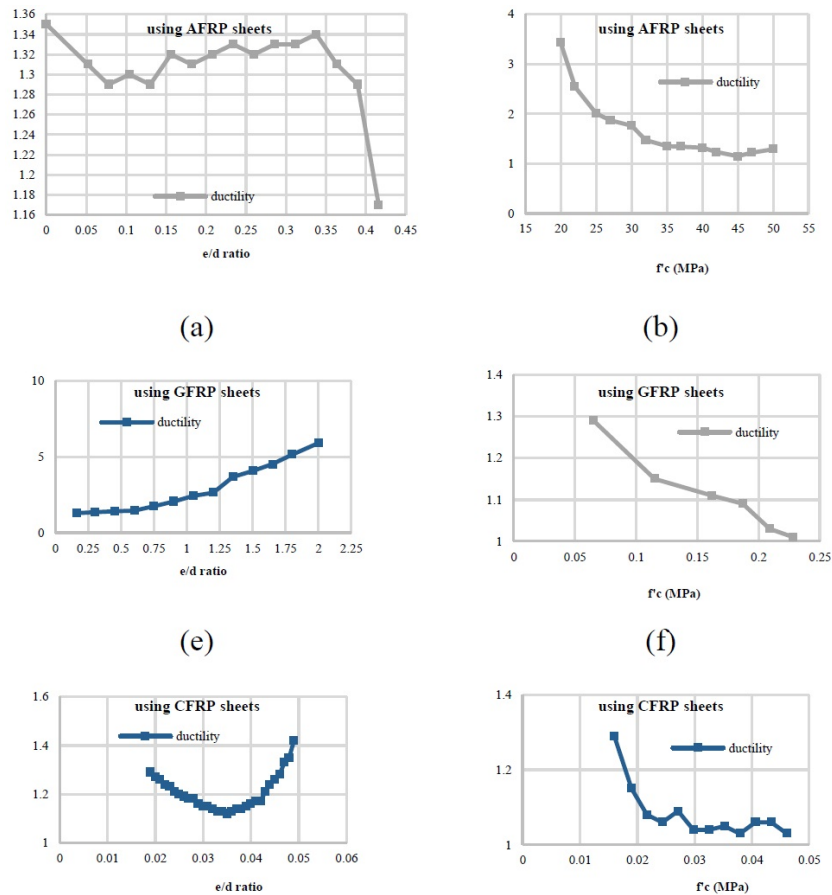 using AFRP sheets
1.36
1.34
1.32
1.3
1.28
1.26
1.24
1.22
1.2
1.18
1.16
ductility
0 0.05 0.1 0.15 0.2 0.25 0.3 0.35 0.4 0.45
e/d ratio
(a)
using AFRP sheets
4
3
2
1
0
ductility
15 20 25 30 35 40 45 50 55
f'c (MPa)
(b)
using GFRP sheets
10
5
0
ductility
0 0.25 0.5 0.75 1 1.25 1.5 1.75 2 2.25
e/d ratio
(e)
using GFRP sheets
1.4
1.3
1.2
1.1
1
ductility
0 0.05 0.1 0.15 0.2 0.25
f'c (MPa)
(f)
using CFRP sheets
1.6
1.4
1.2
1
ductility
0 0.01 0.02 0.03 0.04 0.05 0.06
e/d ratio
using CFRP sheets
1.4
1.2
1
ductility
0 0.01 0.02 0.03 0.04 0.05
f'c (MPa)